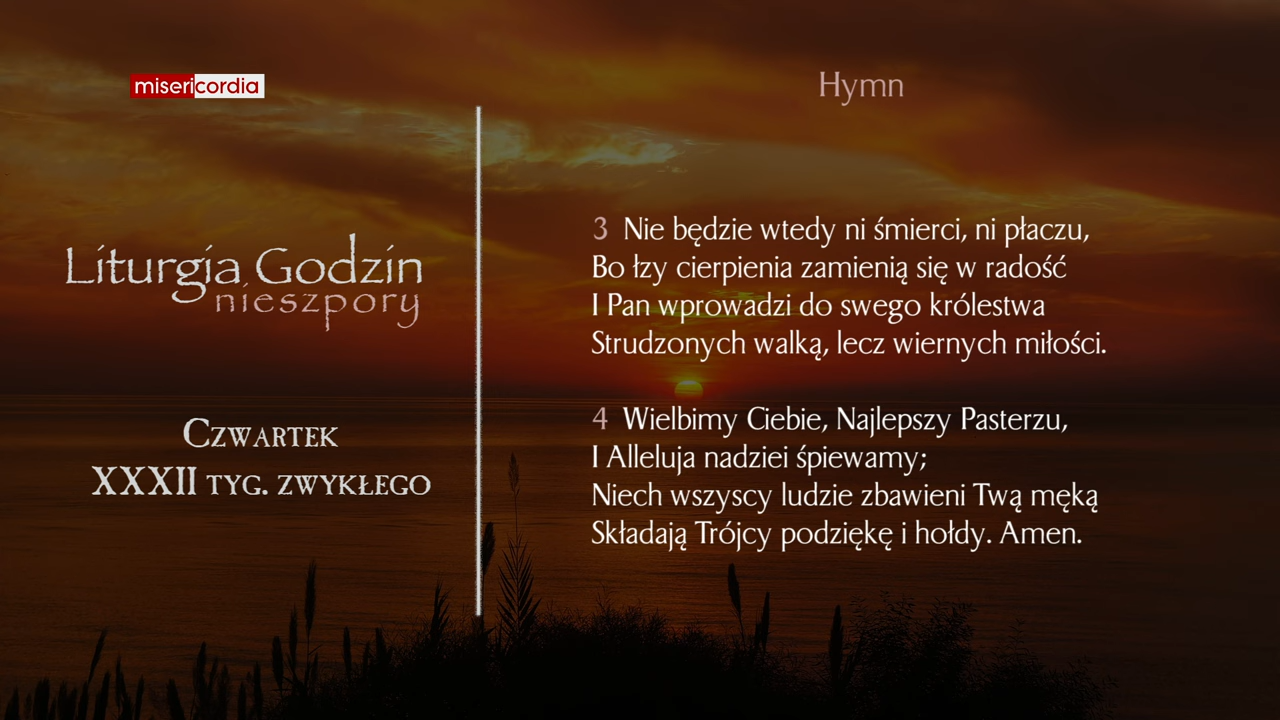 misericordia
Liturgia Godzin
nieszpory
Czwartek
XXXII tyg. zwykłego
Hymn
3 Nie będzie wtedy ni śmierci, ni płaczu,
Bo łzy cierpienia zamienią się w radość
I Pan wprowadzi do swego królestwa
Strudzonych walką, lecz wiernych miłości.
4 Wielbimy Ciebie, Najlepszy Pasterzu,
I Alleluja nadziei śpiewamy;
Niech wszyscy ludzie zbawieni Twą męką
Składają Trójcy podziękę i hołdy. Amen.